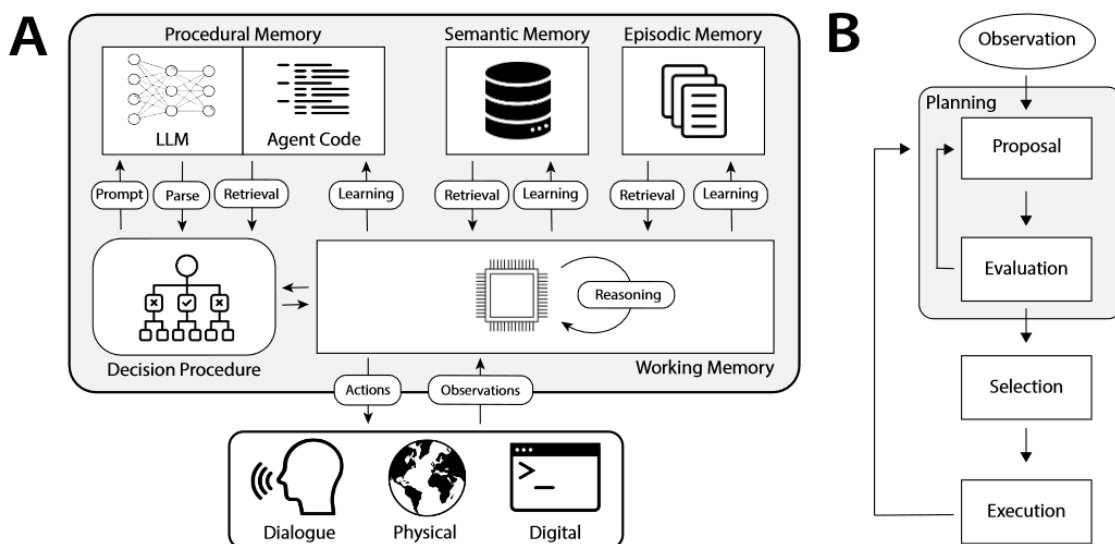 A
Procedural Memory
Semantic Memory
Episodic Memory
LLM
Agent Code
Prompt
Parse
Retrieval
Learning
Retrieval
Learning
Retrieval
Learning
Reasoning
Decision Procedure
Working Memory
Actions
Observations
>_
Dialogue
Physical
Digital
B
Observation
Planning
Proposal
Evaluation
Selection
Execution